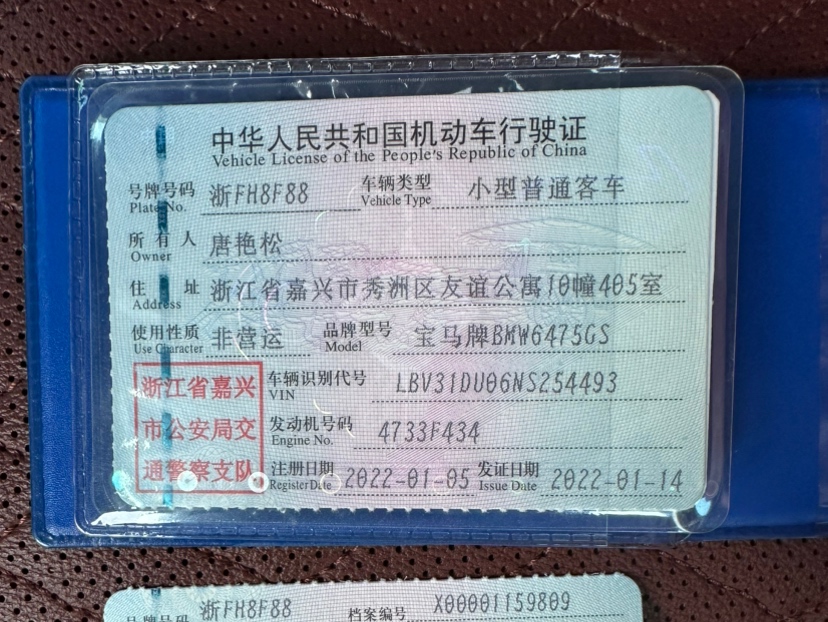 中华人民共和国机动车行驶证
Vehicle License of the People's Republic of China
号牌号码 浙FH8F88 车辆类型 小型普通客车
Plate No. Vehicle Type
所有人 唐艳松
Owner
住址 浙江省嘉兴市秀洲区友谊公寓10幢405室
Address
使用性质 非营运 品牌型号 宝马牌BMW6475GS
Use Character Model
浙江省嘉兴
市公安局交
通警察支队
车辆识别代号 LBV31DU06NS254493
VIN
发动机号码 4733F434
Engine No.
注册日期 2022-01-05 发证日期 2022-01-14
Register Date Issue Date
号牌号码 浙FH8F88 档案编号 X00001159809